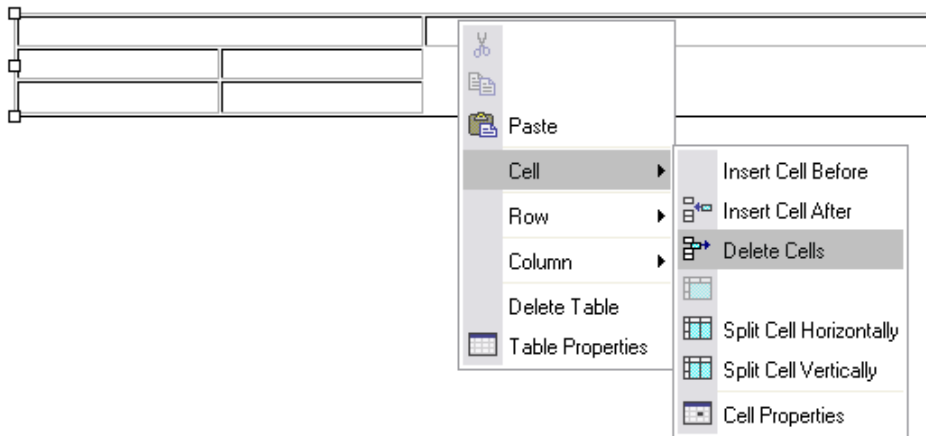 Paste
Cell
Row
Column
Delete Table
Table Properties
Insert Cell Before
Insert Cell After
Delete Cells
Split Cell Horizontally
Split Cell Vertically
Cell Properties